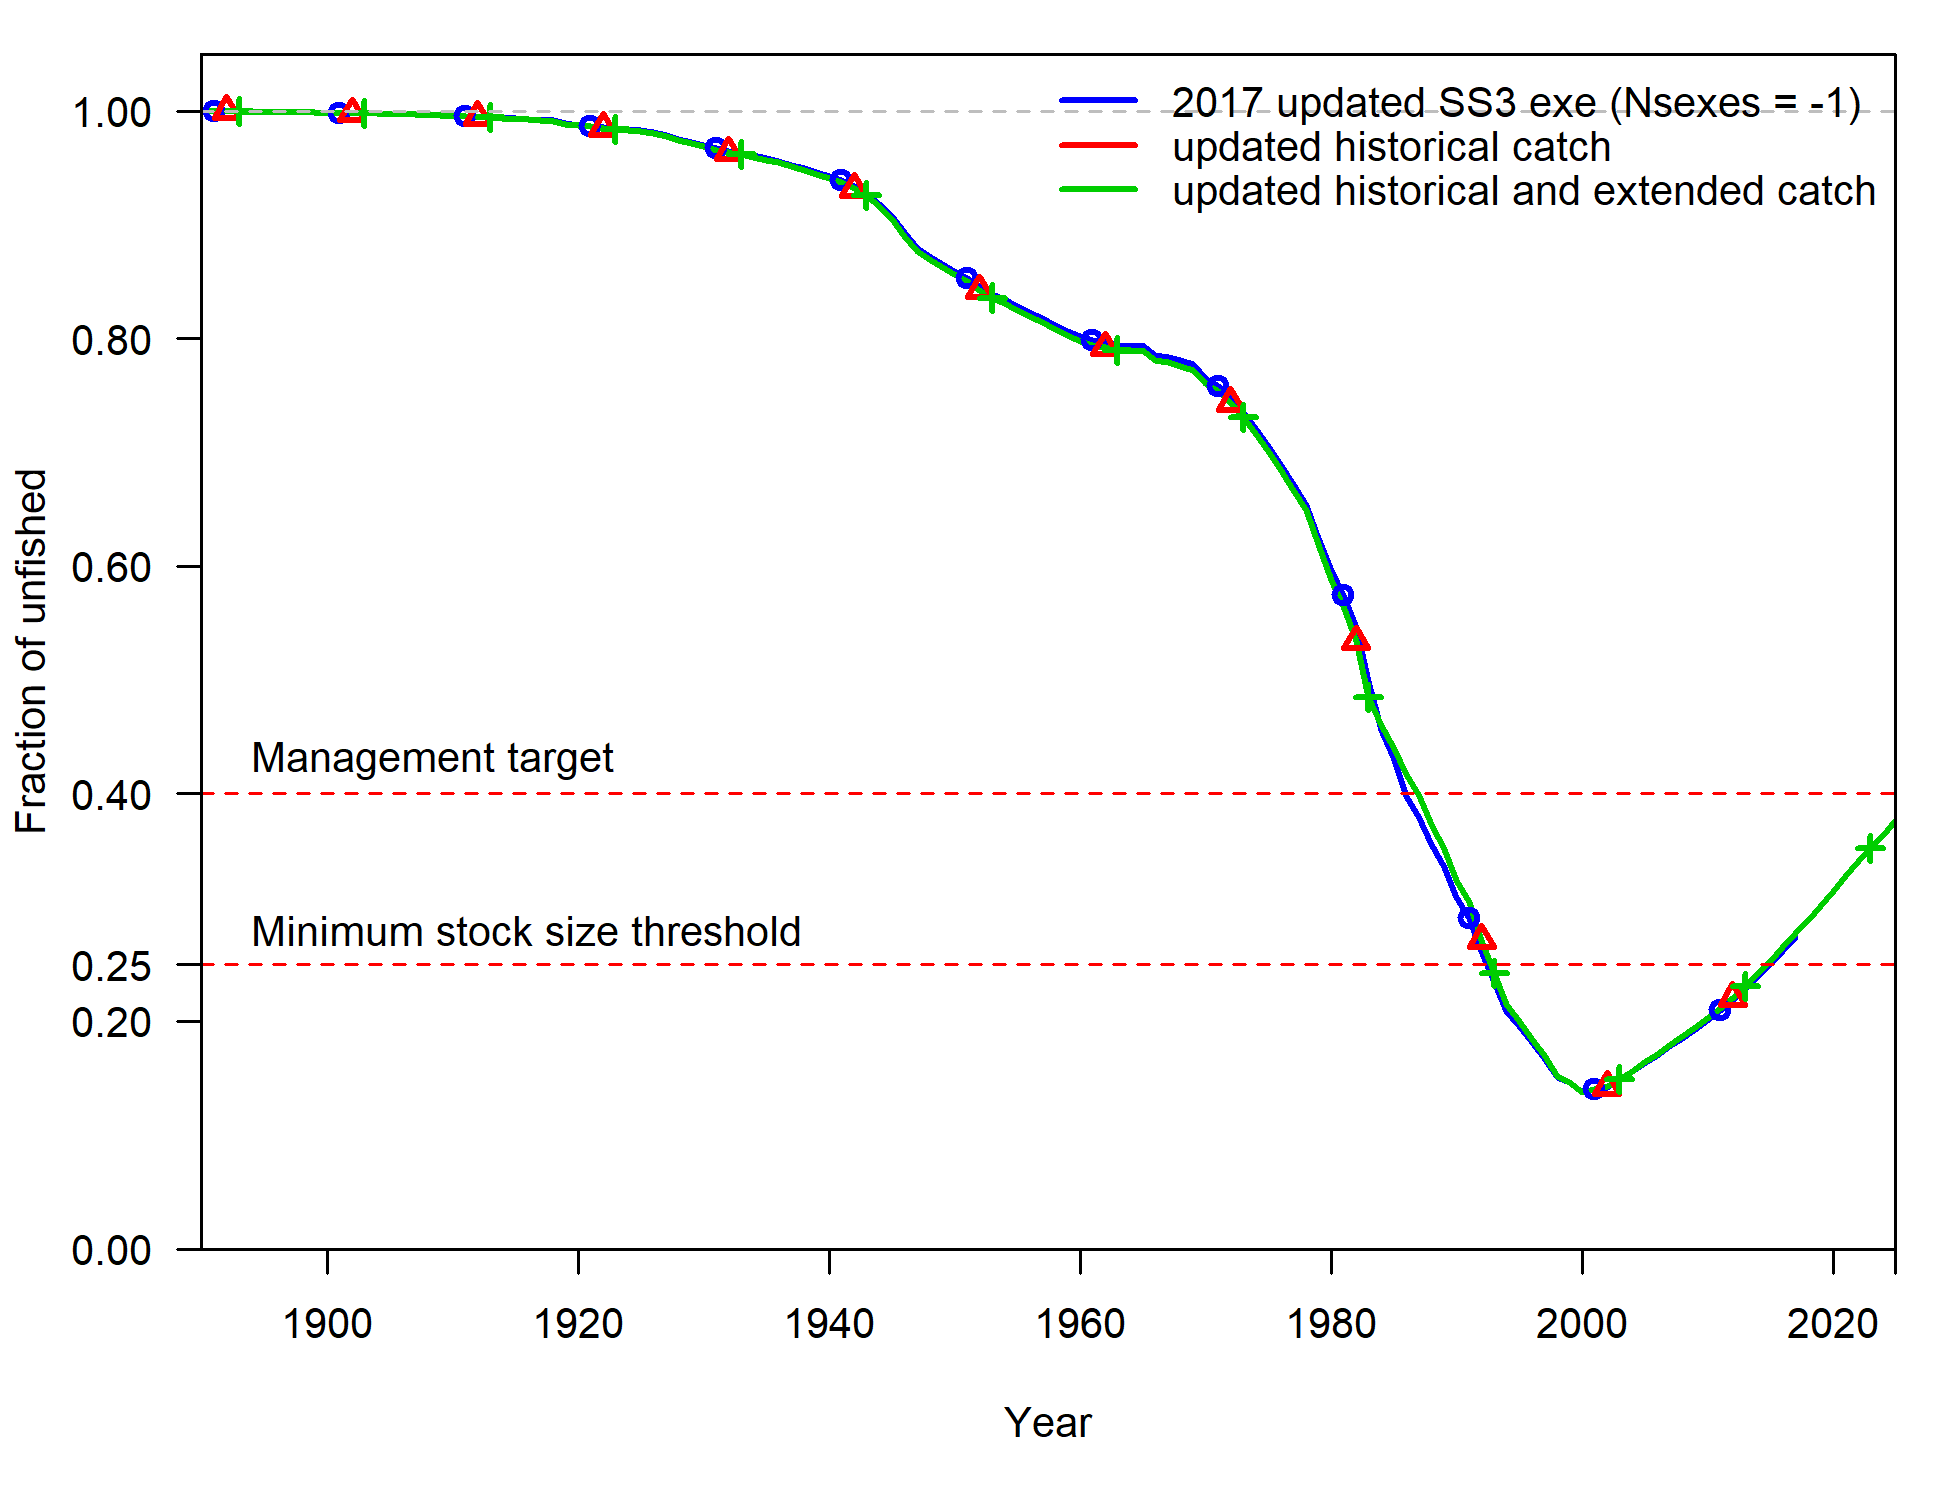 2017 updated SS3 exe (Nsexes = -1)
updated historical catch
updated historical and extended catch
Fraction of unfished
1.00
0.80
0.60
0.40
0.25
0.20
0.00
Management target
Minimum stock size threshold
1900 1920 1940 1960 1980 2000 2020
Year